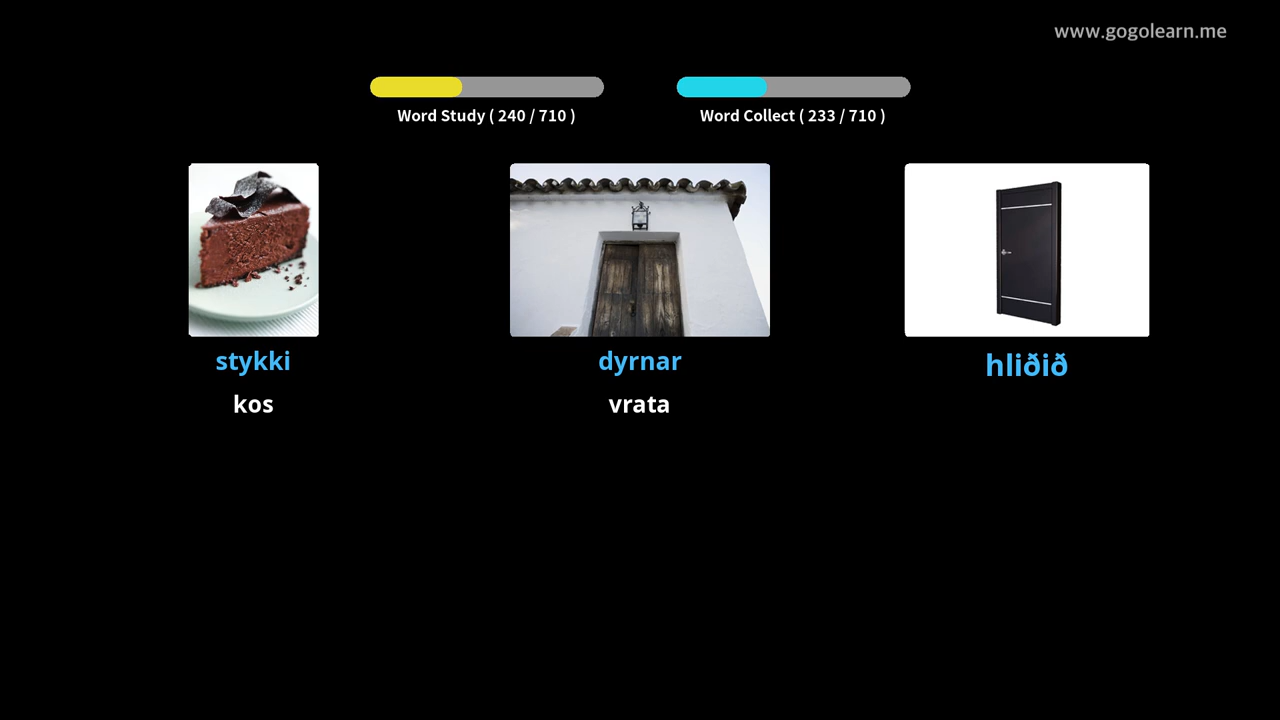 www.gogolearn.me
Word Study ( 240 / 710 )
Word Collect ( 233 / 710 )
stykki
dyrnar
hliðið
kos
vrata